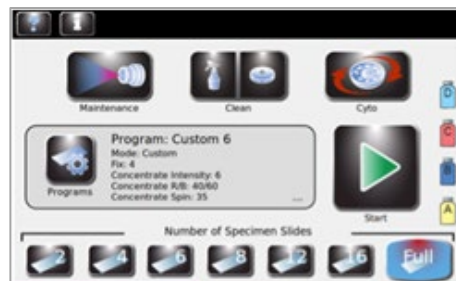 Maintenance
Clean
Cyto
D
C
B
A
Programs
Program: Custom 6
Mode: Custom
Fix: 4
Concentrate Intensity: 6
Concentrate R/B: 40/60
Concentrate Spin: 35
Start
Number of Specimen Slides
2
4
6
8
12
16
Full